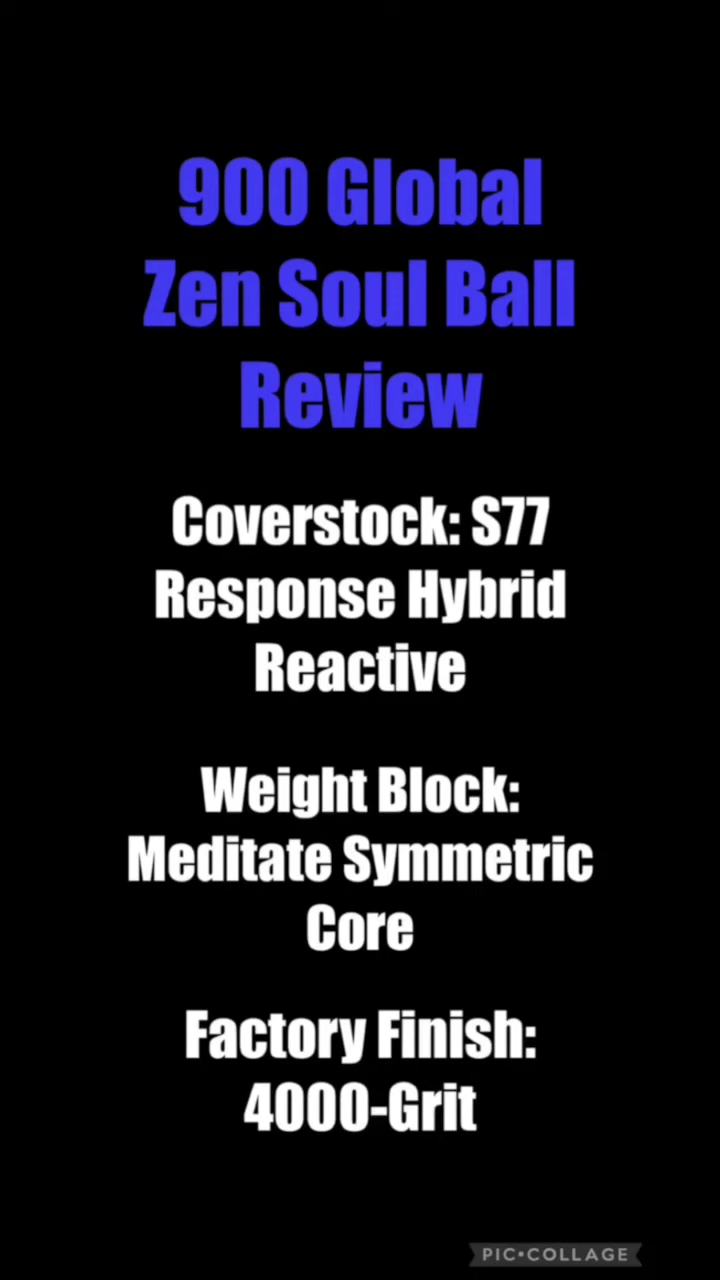 900 Global
Zen Soul Ball
Review
Coverstock: S77
Response Hybrid
Reactive
Weight Block:
Meditate Symmetric
Core
Factory Finish:
4000-Grit
PIC•COLLAGE